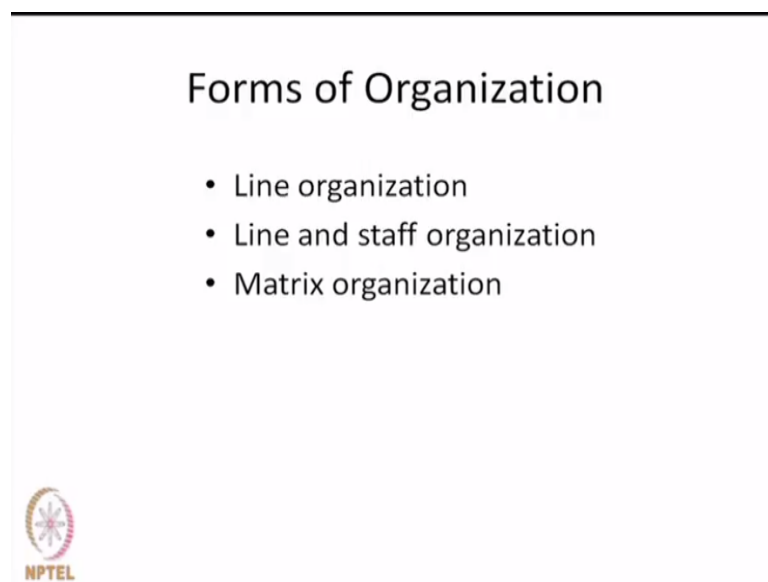 Forms of Organization
• Line organization
• Line and staff organization
• Matrix organization
NPTEL